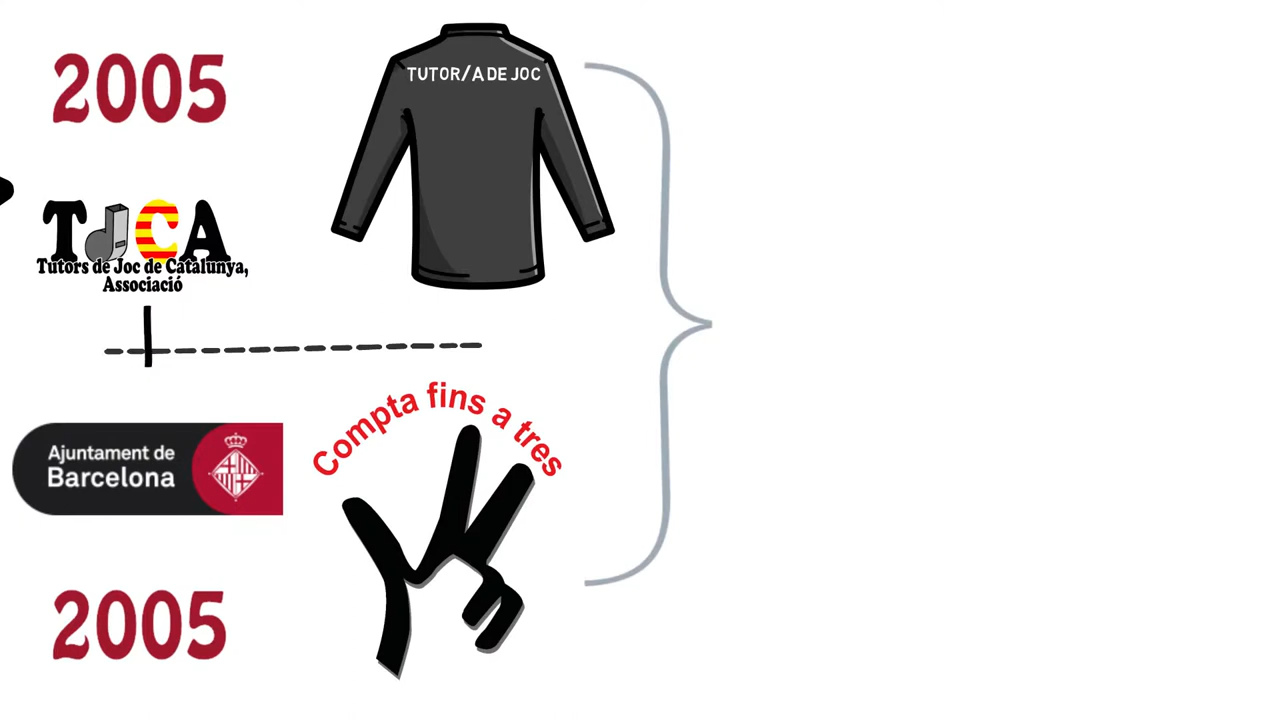 2005
TUTOR/A DE JOC
TJCA
Tutors de Joc de Catalunya,
Associació
Compta fins a tres
Ajuntament de
Barcelona
2005